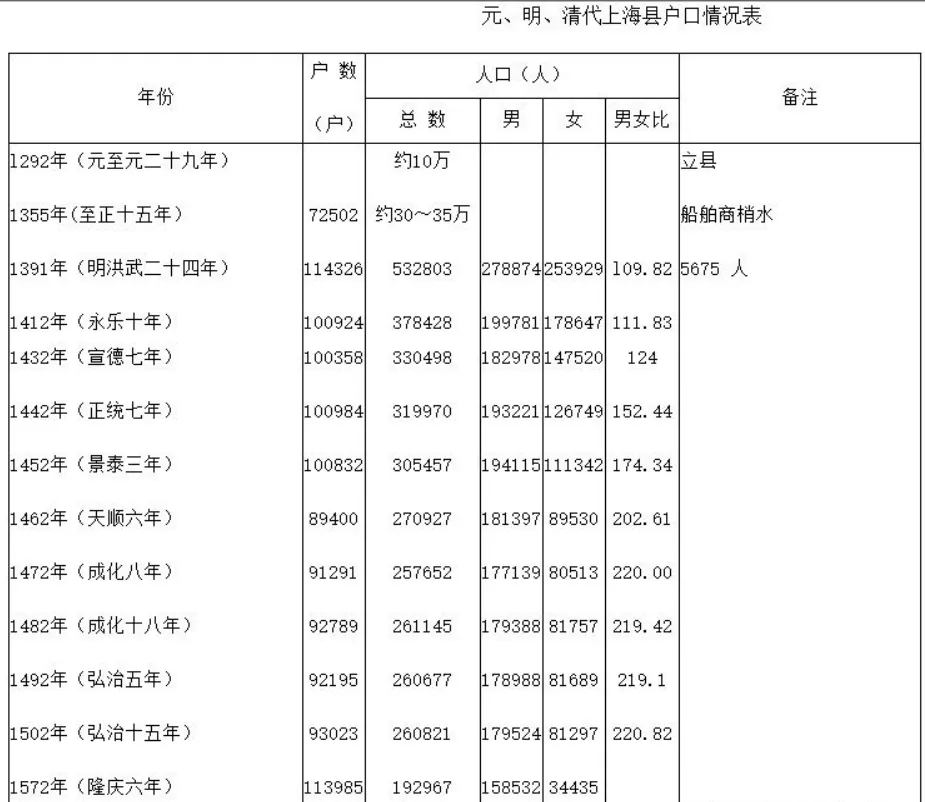 元、明、清代上海县户口情况表
年份 户 数 （户） 人口（人） 备注
总 数 男 女 男女比
1292年（元至元二十九年） 约10万 立县
1355年(至正十五年） 72502 约30～35万 船舶商梢水
1391年（明洪武二十四年） 114326 532803 278874 253929 109.82 5675 人
1412年（永乐十年） 100924 378428 199781 178647 111.83
1432年（宣德七年） 100358 330498 182978 147520 124
1442年（正统七年） 100984 319970 193221 126749 152.44
1452年（景泰三年） 100832 305457 194115 111342 174.34
1462年（天顺六年） 89400 270927 181397 89530 202.61
1472年（成化八年） 91291 257652 177139 80513 220.00
1482年（成化十八年） 92789 261145 179388 81757 219.42
1492年（弘治五年） 92195 260677 178988 81689 219.1
1502年（弘治十五年） 93023 260821 179524 81297 220.82
1572年（隆庆六年） 113985 192967 158532 34435